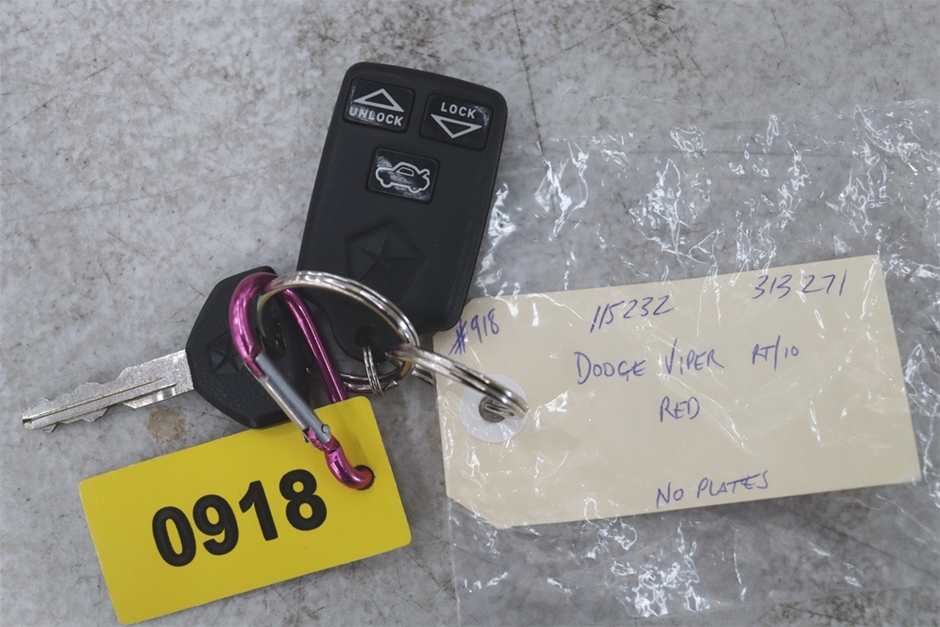 UNLOCK
LOCK
#918 115232 313271
DODGE VIPER RT/10
RED
NO PLATES
0918